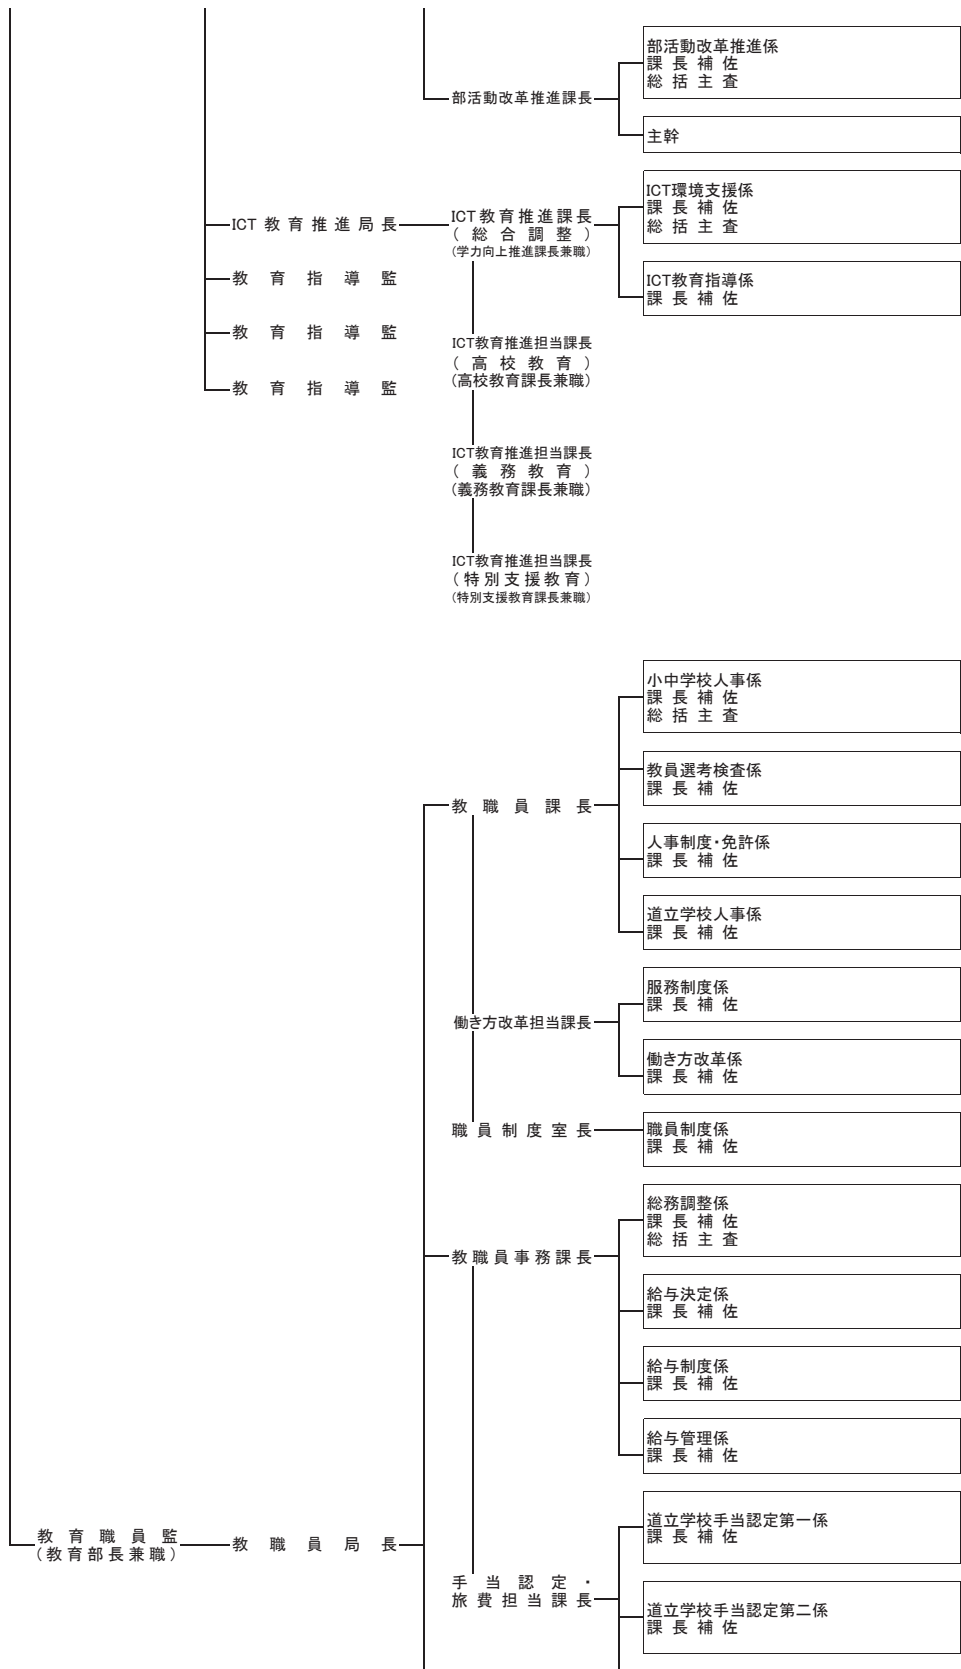 部活動改革推進課長
部活動改革推進係
課長補佐
総括主査
主幹
ICT教育推進局長
ICT教育推進課長
(総合調整)
(学力向上推進課長兼職)
ICT環境支援係
課長補佐
総括主査
ICT教育指導係
課長補佐
教育指導監
教育指導監
教育指導監
ICT教育推進担当課長
(高校教育)
(高校教育課長兼職)
ICT教育推進担当課長
(義務教育)
(義務教育課長兼職)
ICT教育推進担当課長
(特別支援教育)
(特別支援教育課長兼職)
教育職員監
(教育部長兼職)
教職員局長
教職員課長
小中学校人事係
課長補佐
総括主査
教員選考検査係
課長補佐
人事制度・免許係
課長補佐
道立学校人事係
課長補佐
働き方改革担当課長
服務制度係
課長補佐
働き方改革係
課長補佐
職員制度室長
職員制度係
課長補佐
教職員事務課長
総務調整係
課長補佐
総括主査
給与決定係
課長補佐
給与制度係
課長補佐
給与管理係
課長補佐
手当認定・
旅費担当課長
道立学校手当認定第一係
課長補佐
道立学校手当認定第二係
課長補佐